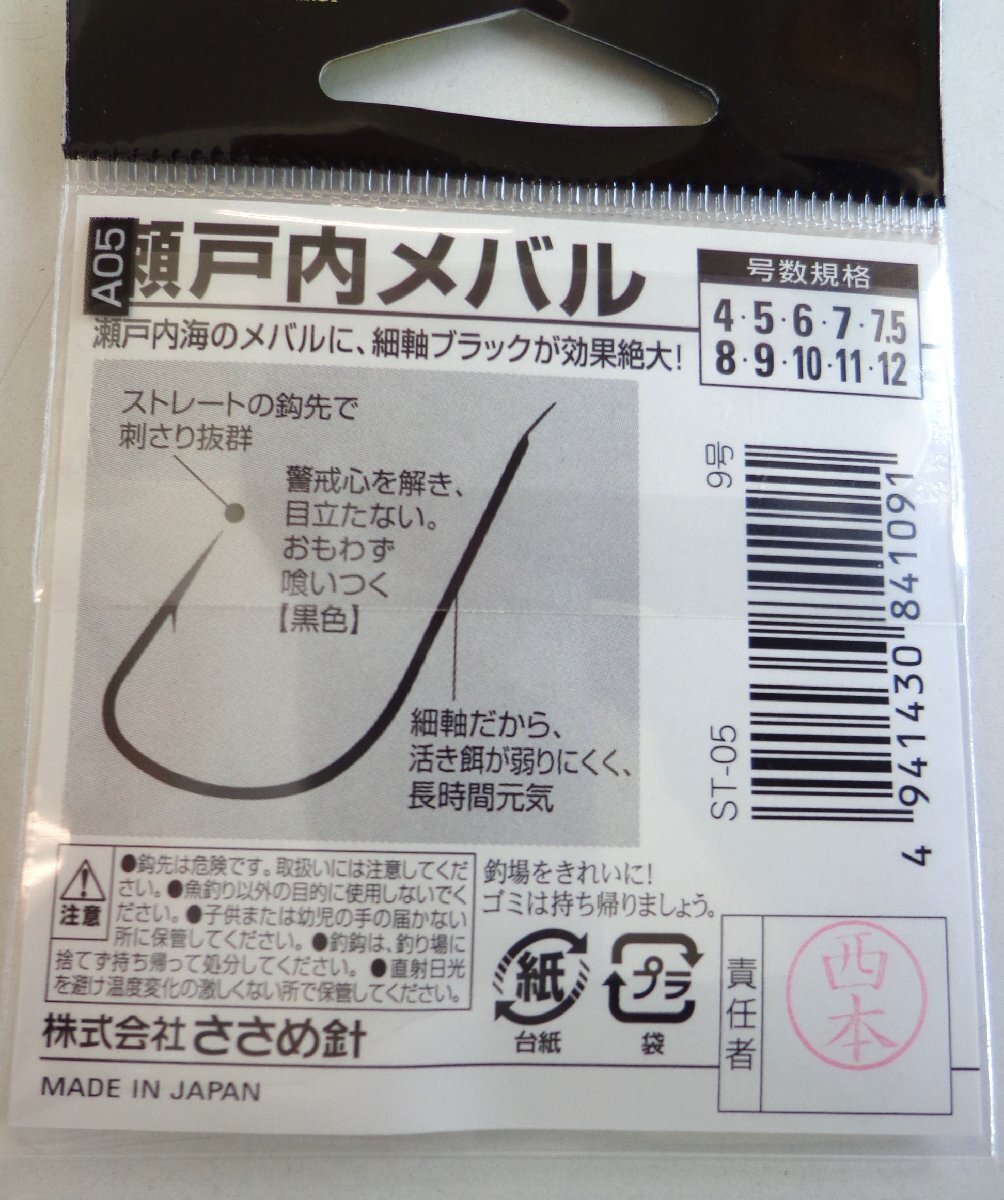 A05
瀬戸内メバル
瀬戸内海のメバルに、細軸ブラックが効果絶大!
号数規格
4・5・6・7・7.5
8・9・10・11・12
ストレートの鈎先で
刺さり抜群
警戒心を解き、
目立たない。
おもわず
喰いつく
【黒色】
細軸だから、
活き餌が弱りにくく、
長時間元気
9号
ST-05
4 941430 841091
注意
●鈎先は危険です。取扱いには注意してくだ
さい。●魚釣り以外の目的に使用しないでく
ださい。●子供または幼児の手の届かない
所に保管してください。●釣鈎は、釣り場に
捨てず持ち帰って処分してください。●直射日光
を避け温度変化の激しくない所で保管してください。
釣場をきれいに!
ゴミは持ち帰りましょう。
紙
台紙
プラ
袋
責任者
西本
株式会社ささめ針
MADE IN JAPAN